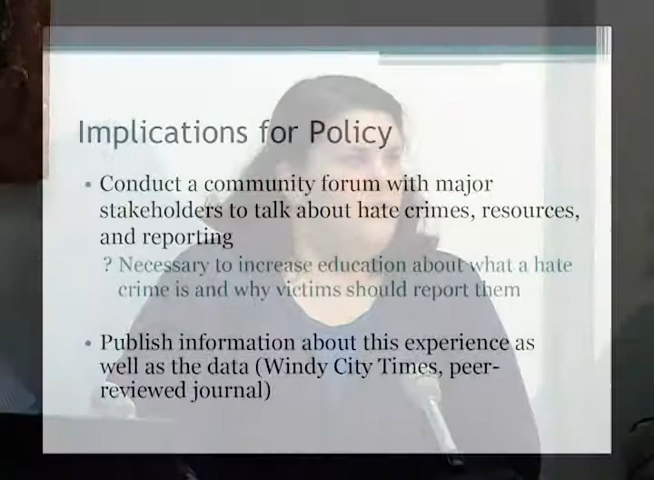 Implications for Policy
• Conduct a community forum with major
stakeholders to talk about hate crimes, resources,
and reporting
? Necessary to increase education about what a hate
crime is and why victims should report them
• Publish information about this experience as
well as the data (Windy City Times, peer-
reviewed journal)